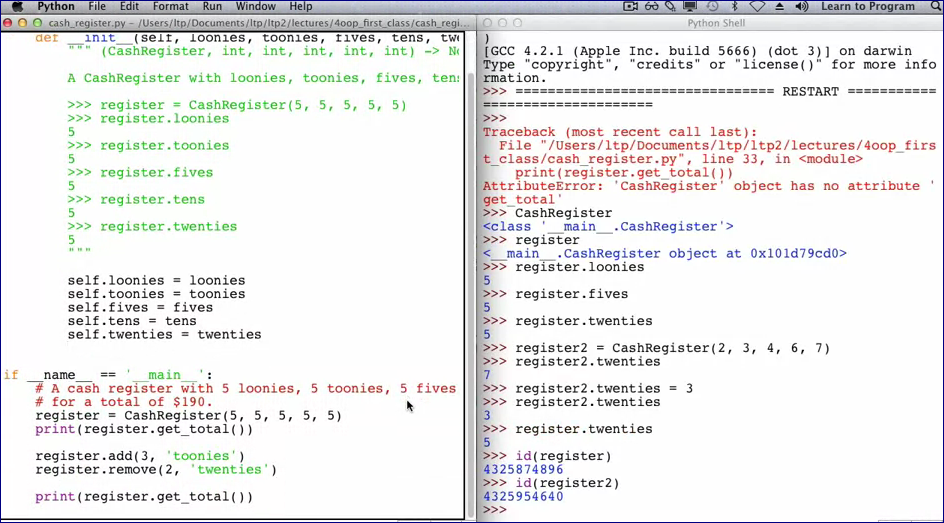 Python File Edit Format Run Window Help Learn to Program
cash_register.py - /Users/ltp/Documents/ltp2/lectures/4oop_first_class/cash_regi...
def __init__(self, loonies, toonies, fives, tens, twe
""" (CashRegister, int, int, int, int, int) -> No
A CashRegister with loonies, toonies, fives, tens
>>> register = CashRegister(5, 5, 5, 5, 5)
>>> register.loonies
5
>>> register.toonies
5
>>> register.fives
5
>>> register.tens
5
>>> register.twenties
5
"""
self.loonies = loonies
self.toonies = toonies
self.fives = fives
self.tens = tens
self.twenties = twenties
if __name__ == '__main__':
# A cash register with 5 loonies, 5 toonies, 5 fives
# for a total of $190.
register = CashRegister(5, 5, 5, 5, 5)
print(register.get_total())
register.add(3, 'toonies')
register.remove(2, 'twenties')
print(register.get_total())
Python Shell
)
[GCC 4.2.1 (Apple Inc. build 5666) (dot 3)] on darwin
Type "copyright", "credits" or "license()" for more info
rmation.
>>> ================================ RESTART ===========
=====================
>>>
Traceback (most recent call last):
File "/Users/ltp/Documents/ltp/ltp2/lectures/4oop_firs
t_class/cash_register.py", line 33, in <module>
print(register.get_total())
AttributeError: 'CashRegister' object has no attribute '
get_total'
>>> CashRegister
<class '__main__.CashRegister'>
>>> register
<__main__.CashRegister object at 0x101d79cd0>
>>> register.loonies
5
>>> register.fives
5
>>> register.twenties
5
>>> register2 = CashRegister(2, 3, 4, 6, 7)
>>> register2.twenties
7
>>> register2.twenties = 3
>>> register2.twenties
3
>>> register.twenties
5
>>> id(register)
4325874896
>>> id(register2)
4325954640
>>>